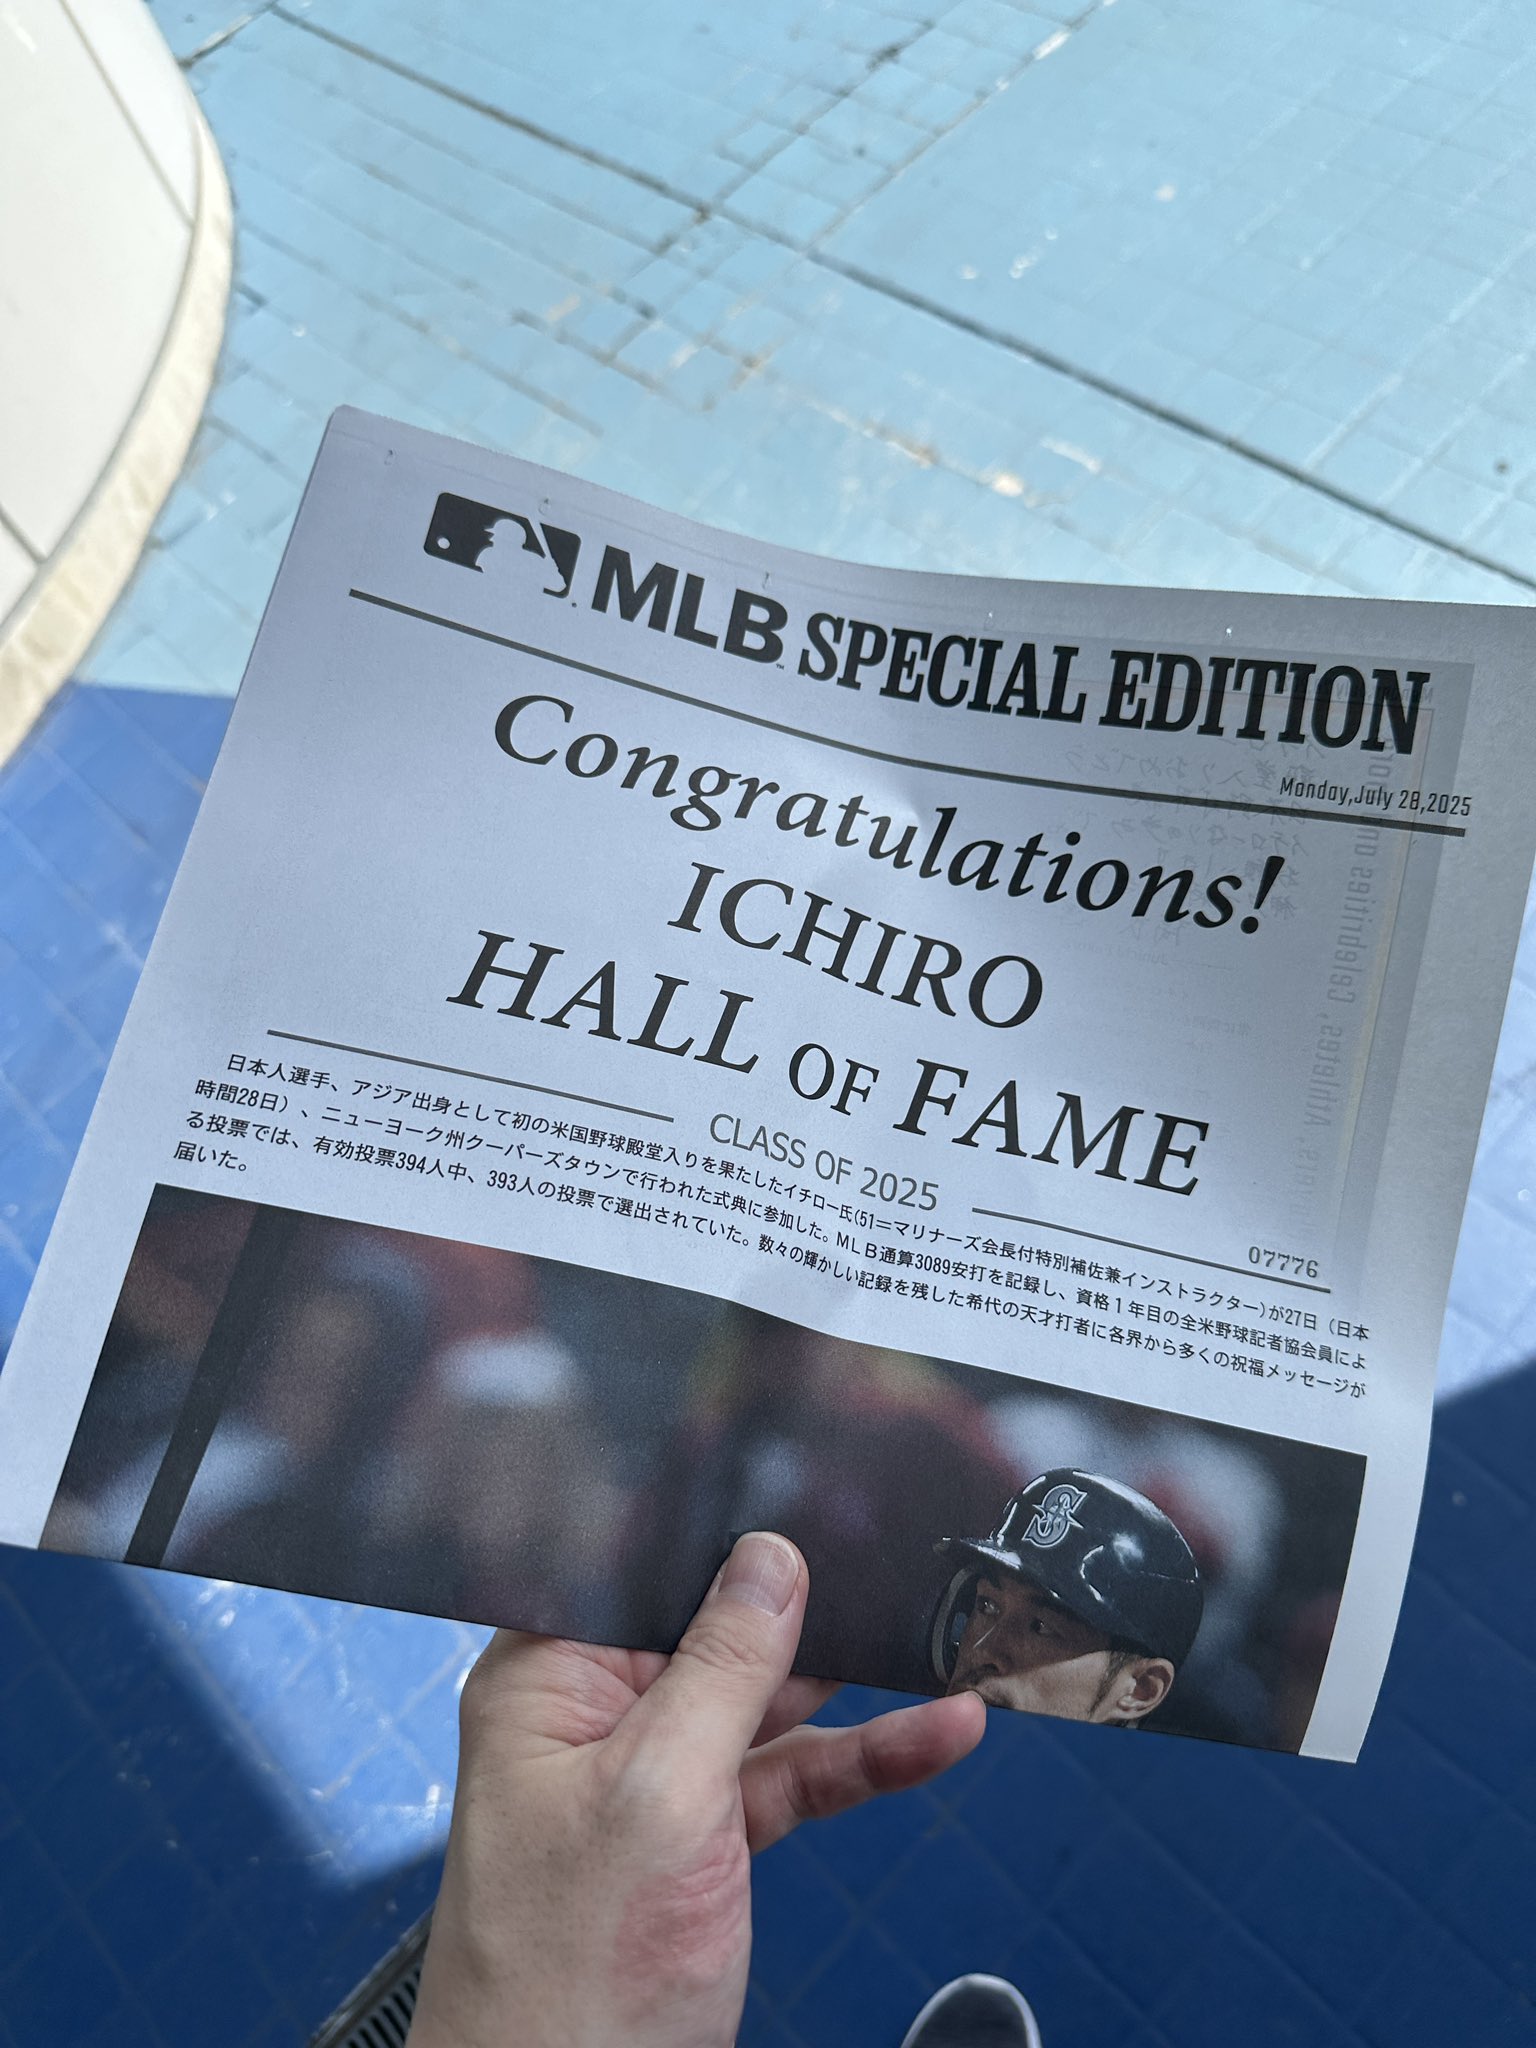 MLB SPECIAL EDITION
Monday,July 28,2025
Congratulations!
ICHIRO
HALL OF FAME
CLASS OF 2025
07776
日本人選手、アジア出身として初の米国野球殿堂入りを果たしたイチロー氏(51＝マリナーズ会長付特別補佐兼インストラクター)が27日（日本
時間28日）、ニューヨーク州クーパーズタウンで行われた式典に参加した。MLB通算3089安打を記録し、資格1年目の全米野球記者協会員によ
る投票では、有効投票394人中、393人の投票で選出されていた。数々の輝かしい記録を残した希代の天才打者に各界から多くの祝福メッセージが
届いた。
S